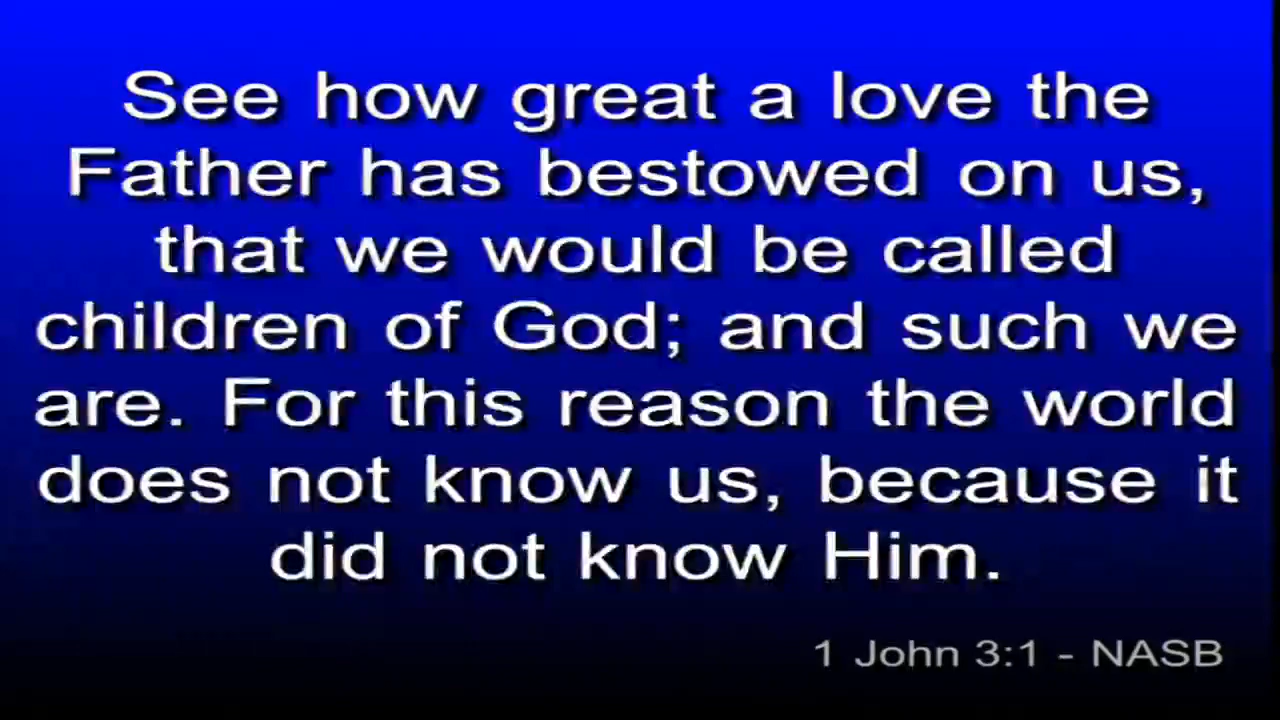 See how great a love the
Father has bestowed on us,
that we would be called
children of God; and such we
are. For this reason the world
does not know us, because it
did not know Him.
1 John 3:1 - NASB